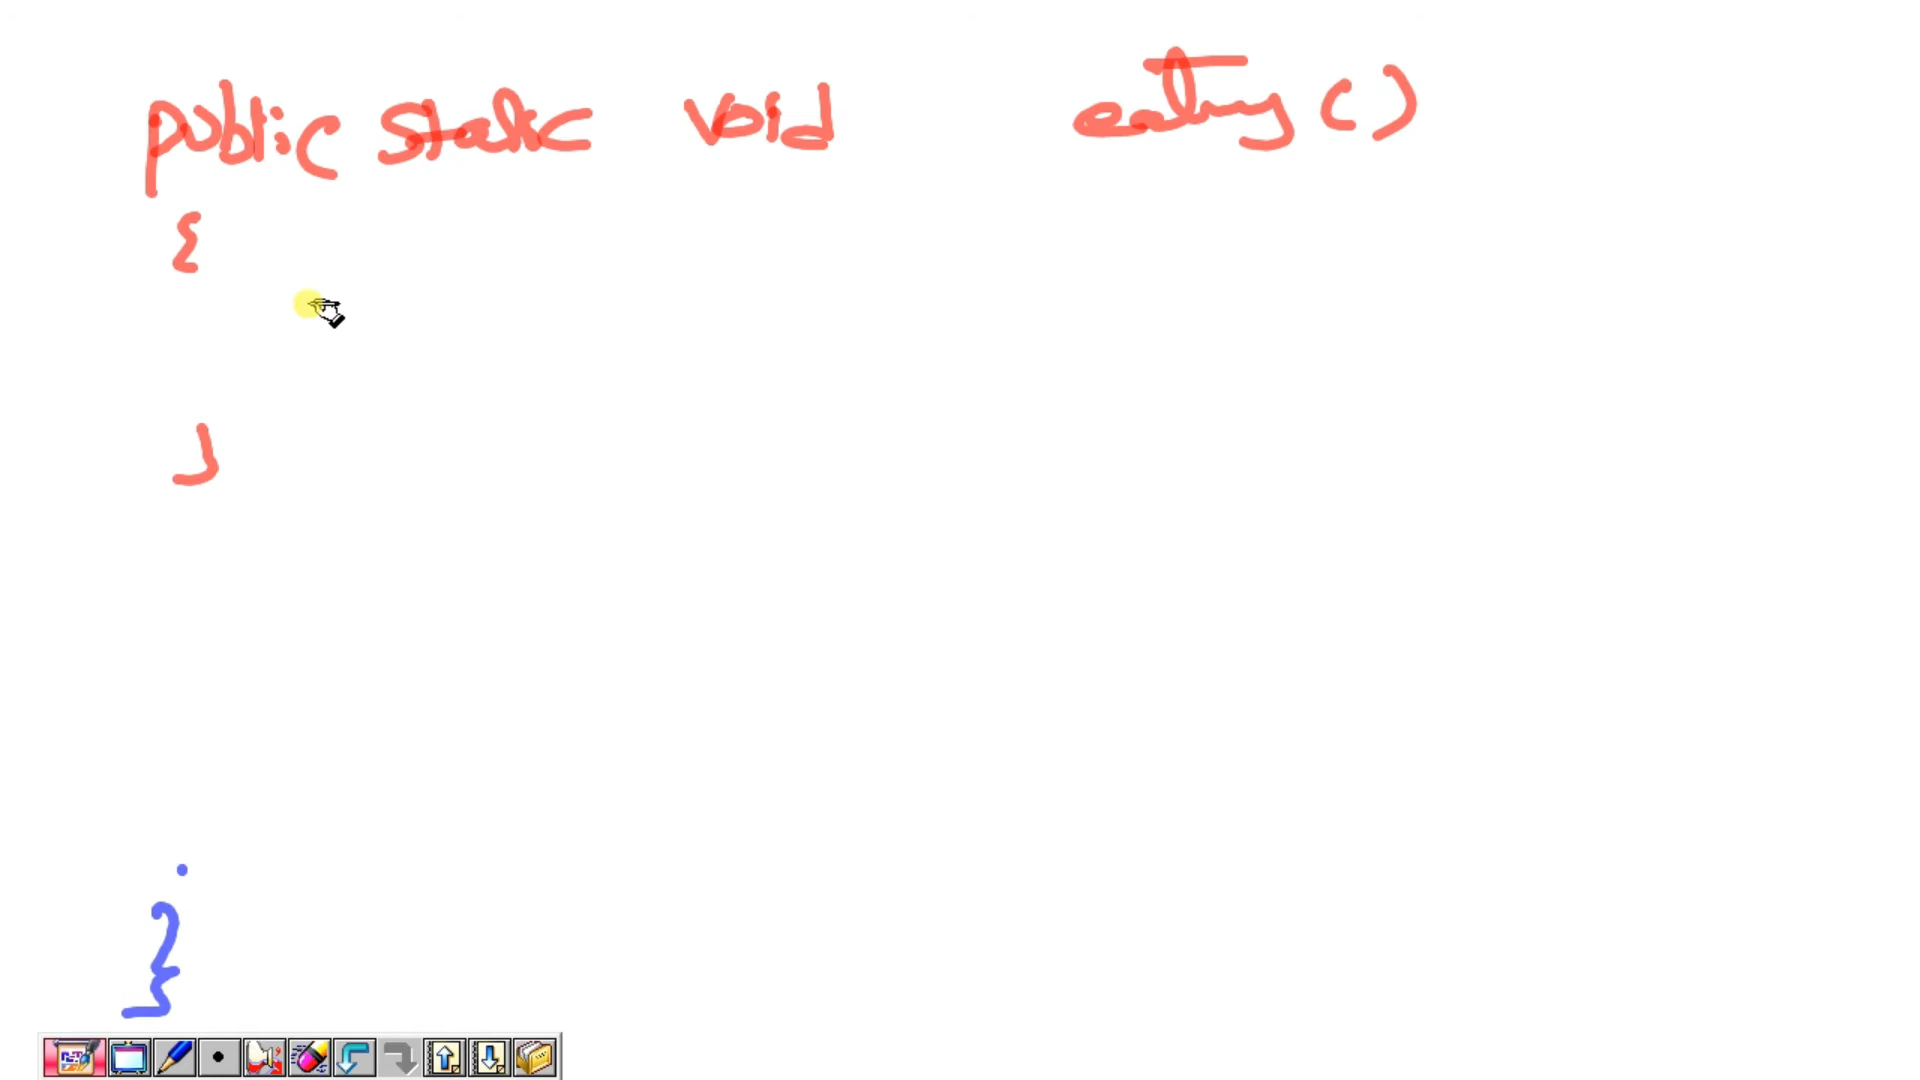 public static void eating ( )
{
}
}